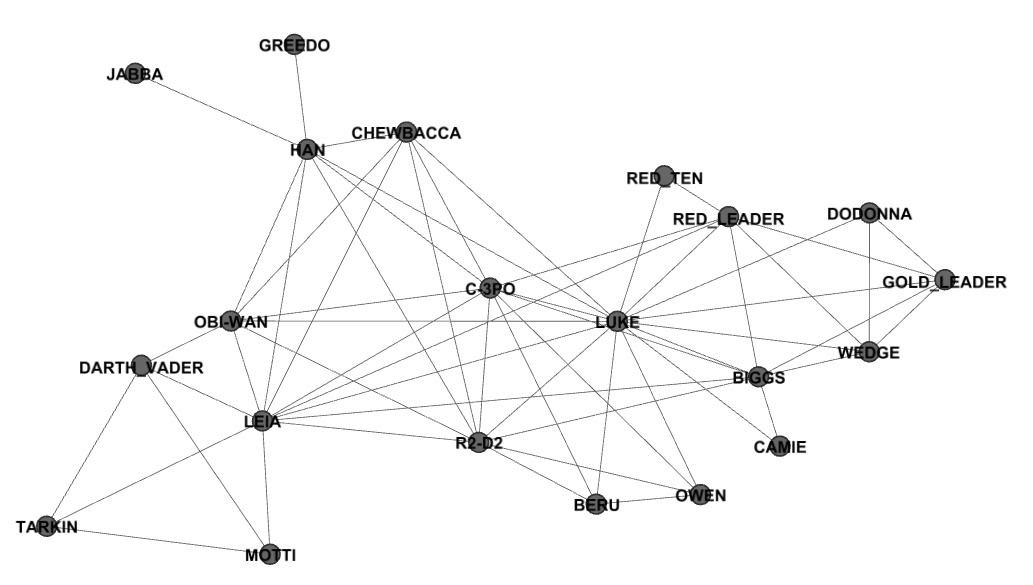 GREEDO
JABBA
CHEWBACCA
HAN
RED_TEN
RED_LEADER
DODONNA
GOLD_LEADER
C-3PO
OBI-WAN
LUKE
WEDGE
DARTH_VADER
BIGGS
LEIA
R2-D2
CAMIE
OWEN
BERU
TARKIN
MOTTI